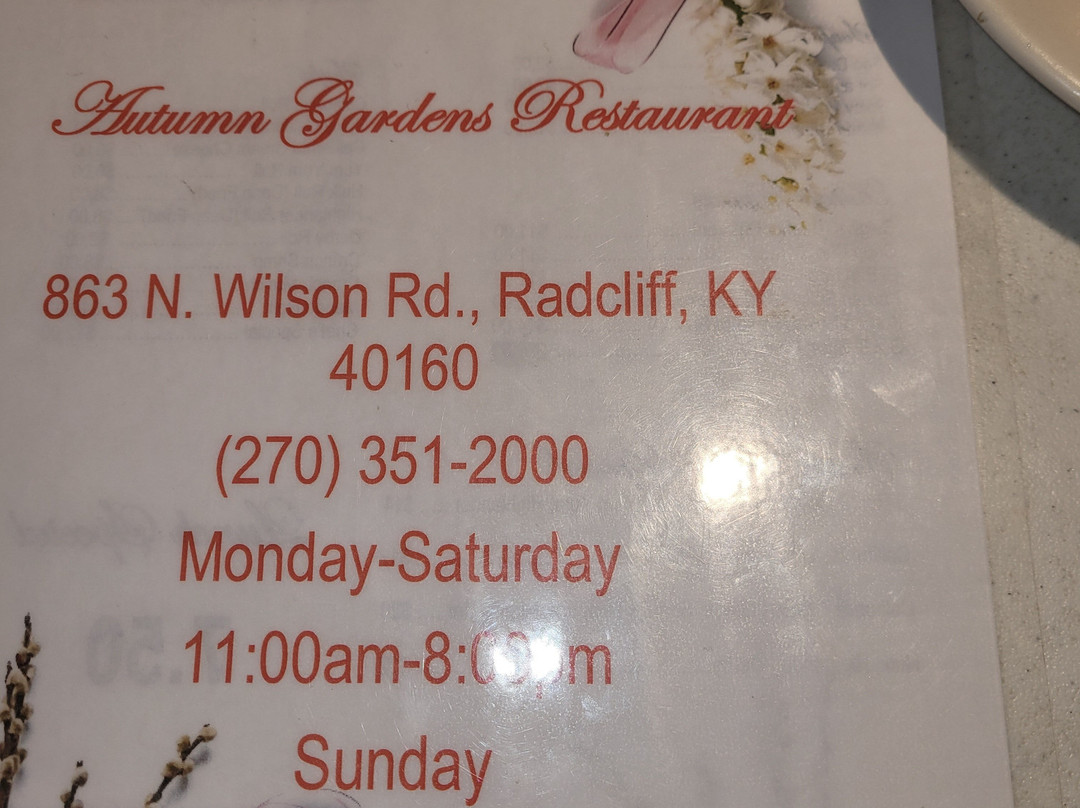 Autumn Gardens Restaurant
863 N. Wilson Rd., Radcliff, KY
40160
(270) 351-2000
Monday-Saturday
11:00am-8:00pm
Sunday